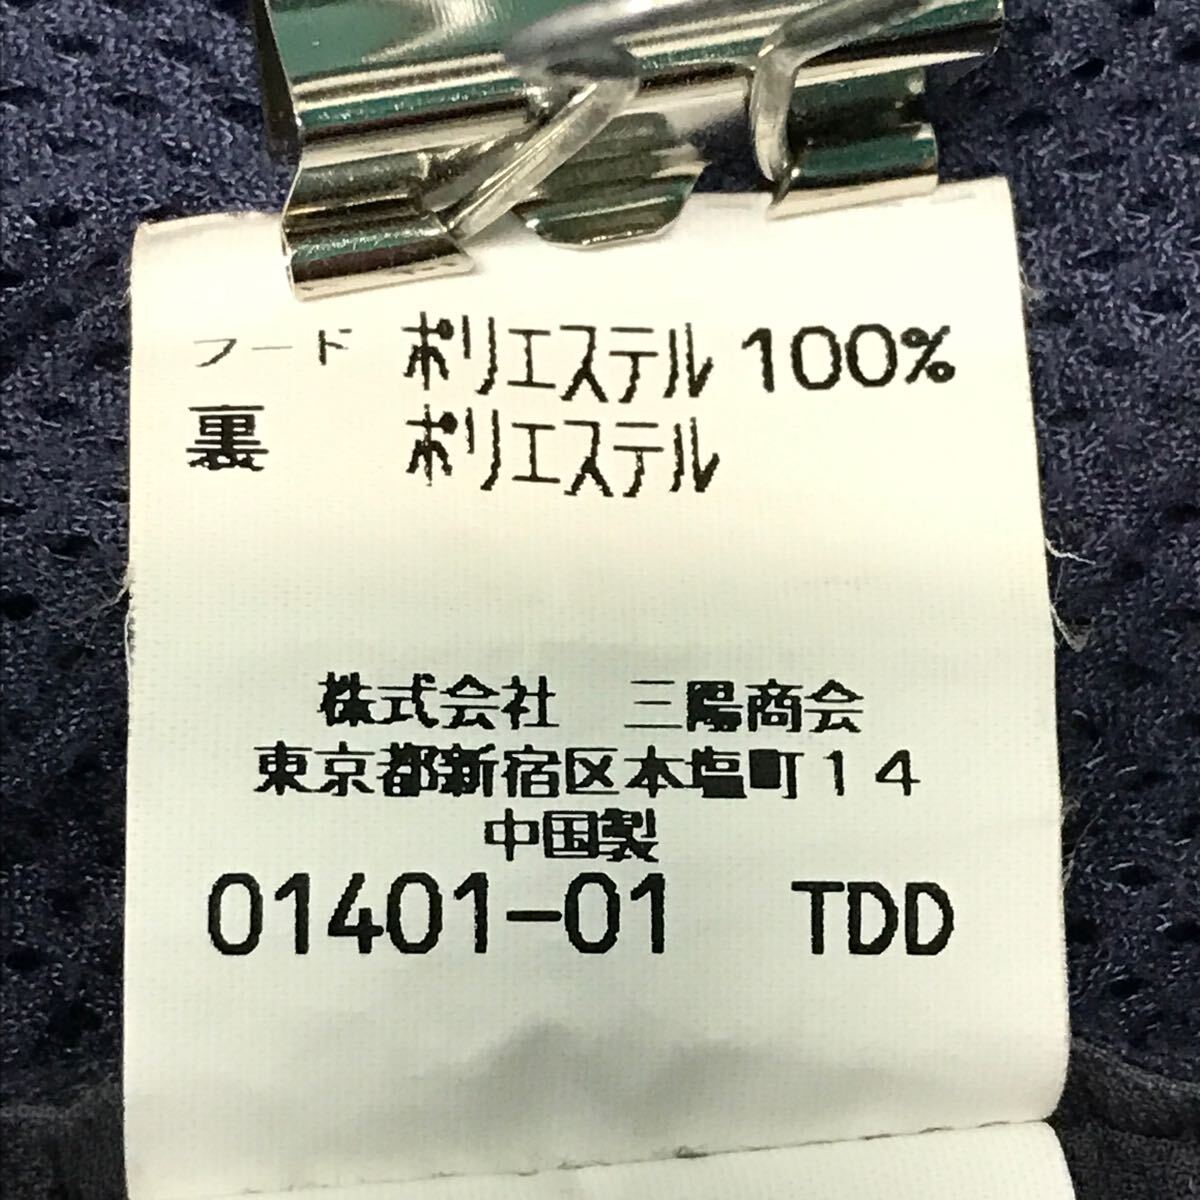 フード ポリエステル 100%
裏 ポリエステル
株式会社 三陽商会
東京都新宿区本塩町１４
中国製
01401-01 TDD